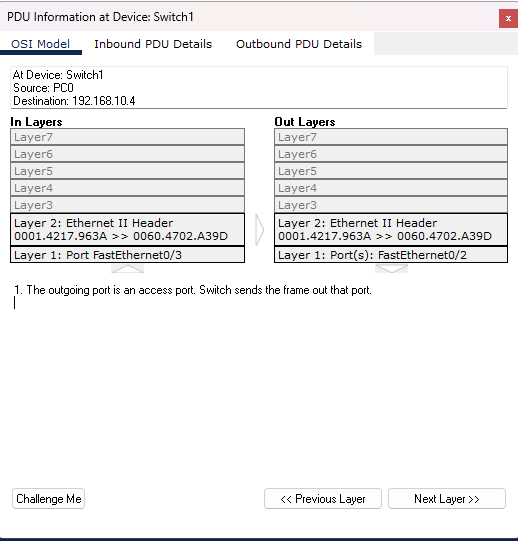 PDU Information at Device: Switch1
x
OSI Model Inbound PDU Details Outbound PDU Details
At Device: Switch1
Source: PC0
Destination: 192.168.10.4
In Layers
Layer7
Layer6
Layer5
Layer4
Layer3
Layer 2: Ethernet II Header
0001.4217.963A >> 0060.4702.A39D
Layer 1: Port FastEthernet0/3
Out Layers
Layer7
Layer6
Layer5
Layer4
Layer3
Layer 2: Ethernet II Header
0001.4217.963A >> 0060.4702.A39D
Layer 1: Port(s): FastEthernet0/2
1. The outgoing port is an access port. Switch sends the frame out that port.
Challenge Me
<< Previous Layer
Next Layer >>